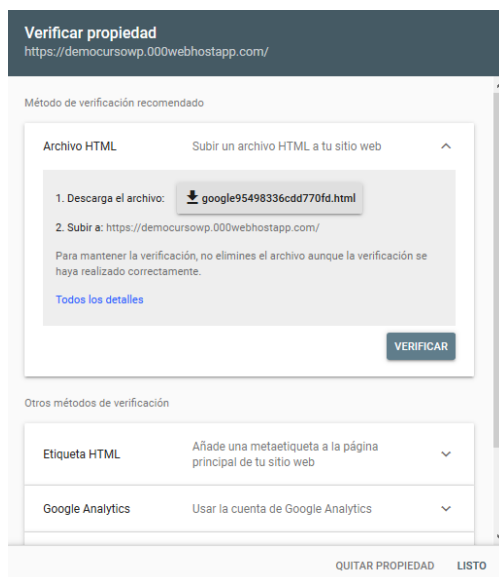 Verificar propiedad
https://democursowp.000webhostapp.com/
Método de verificación recomendado
Archivo HTML Subir un archivo HTML a tu sitio web
1. Descarga el archivo: google95498336cdd770fd.html
2. Subir a: https://democursowp.000webhostapp.com/
Para mantener la verificación, no elimines el archivo aunque la verificación se
haya realizado correctamente.
Todos los detalles
VERIFICAR
Otros métodos de verificación
Etiqueta HTML Añade una metaetiqueta a la página
principal de tu sitio web
Google Analytics Usar la cuenta de Google Analytics
QUITAR PROPIEDAD LISTO